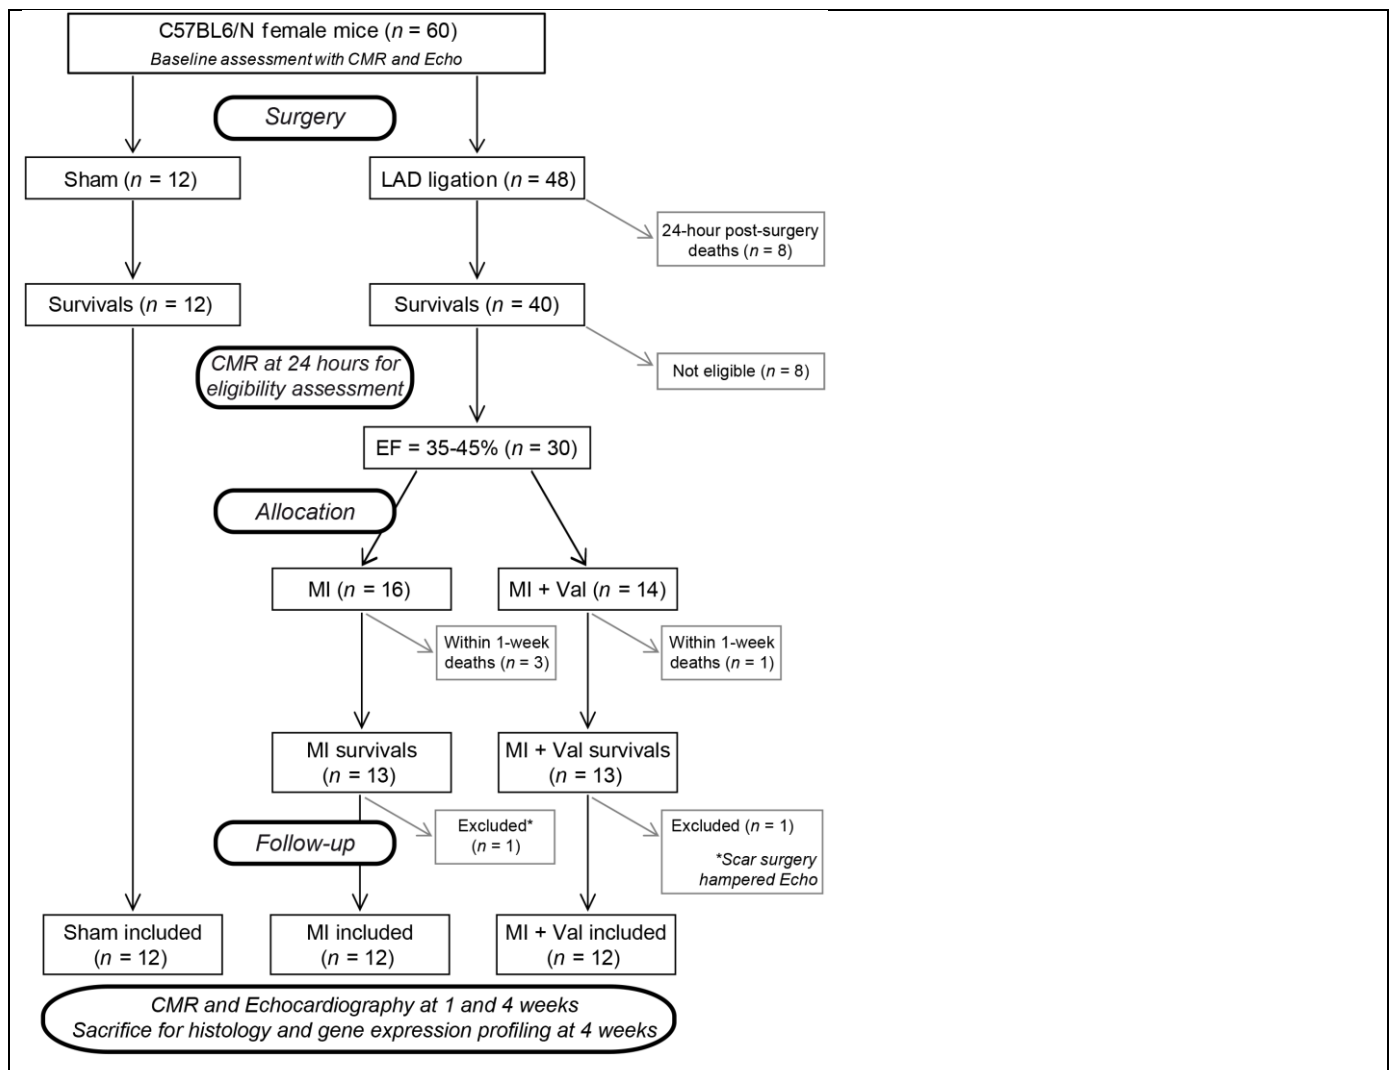 C57BL6/N female mice (n = 60)
Baseline assessment with CMR and Echo
Surgery
Sham (n = 12)
LAD ligation (n = 48)
24-hour post-surgery
deaths (n = 8)
Survivals (n = 12)
Survivals (n = 40)
CMR at 24 hours for
eligibility assessment
Not eligible (n = 8)
EF = 35-45% (n = 30)
Allocation
MI (n = 16)
MI + Val (n = 14)
Within 1-week
deaths (n = 3)
Within 1-week
deaths (n = 1)
MI survivals
(n = 13)
MI + Val survivals
(n = 13)
Follow-up
Excluded*
(n = 1)
Excluded (n = 1)
*Scar surgery
hampered Echo
Sham included
(n = 12)
MI included
(n = 12)
MI + Val included
(n = 12)
CMR and Echocardiography at 1 and 4 weeks
Sacrifice for histology and gene expression profiling at 4 weeks